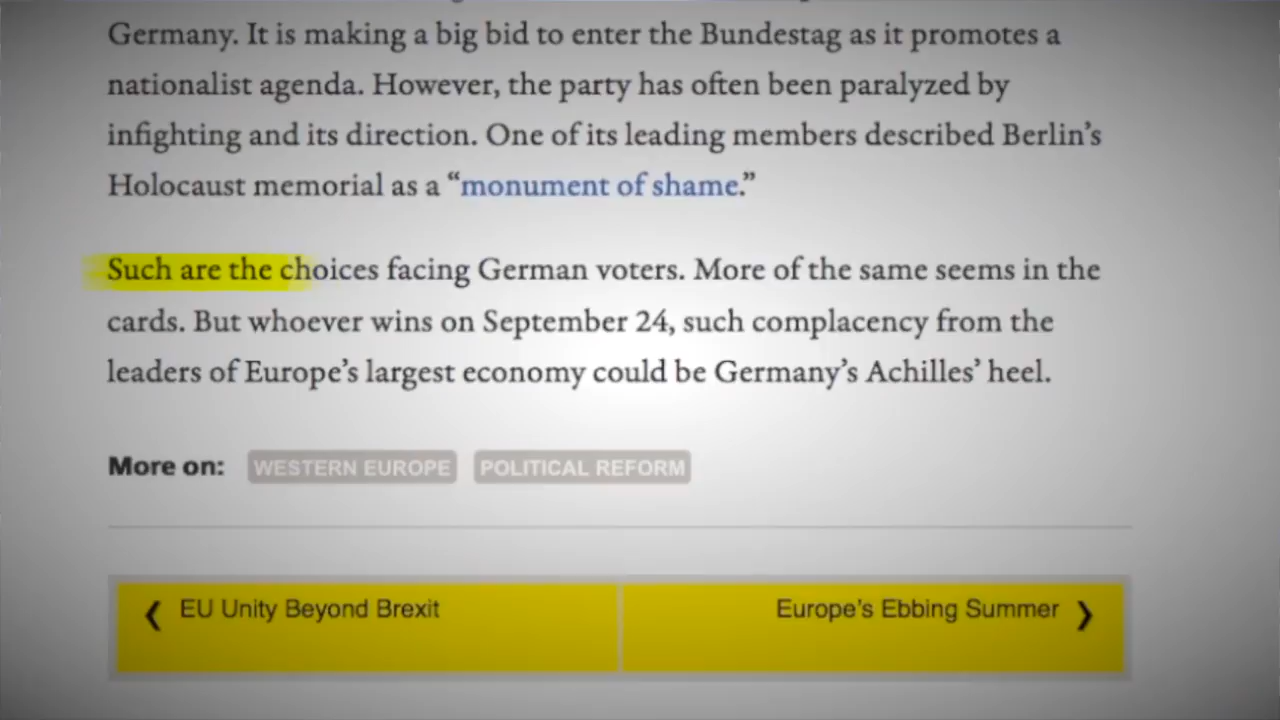 Germany. It is making a big bid to enter the Bundestag as it promotes a
nationalist agenda. However, the party has often been paralyzed by
infighting and its direction. One of its leading members described Berlin’s
Holocaust memorial as a “monument of shame.”
Such are the choices facing German voters. More of the same seems in the
cards. But whoever wins on September 24, such complacency from the
leaders of Europe’s largest economy could be Germany’s Achilles’ heel.
More on: WESTERN EUROPE POLITICAL REFORM
❮ EU Unity Beyond Brexit Europe’s Ebbing Summer ❯